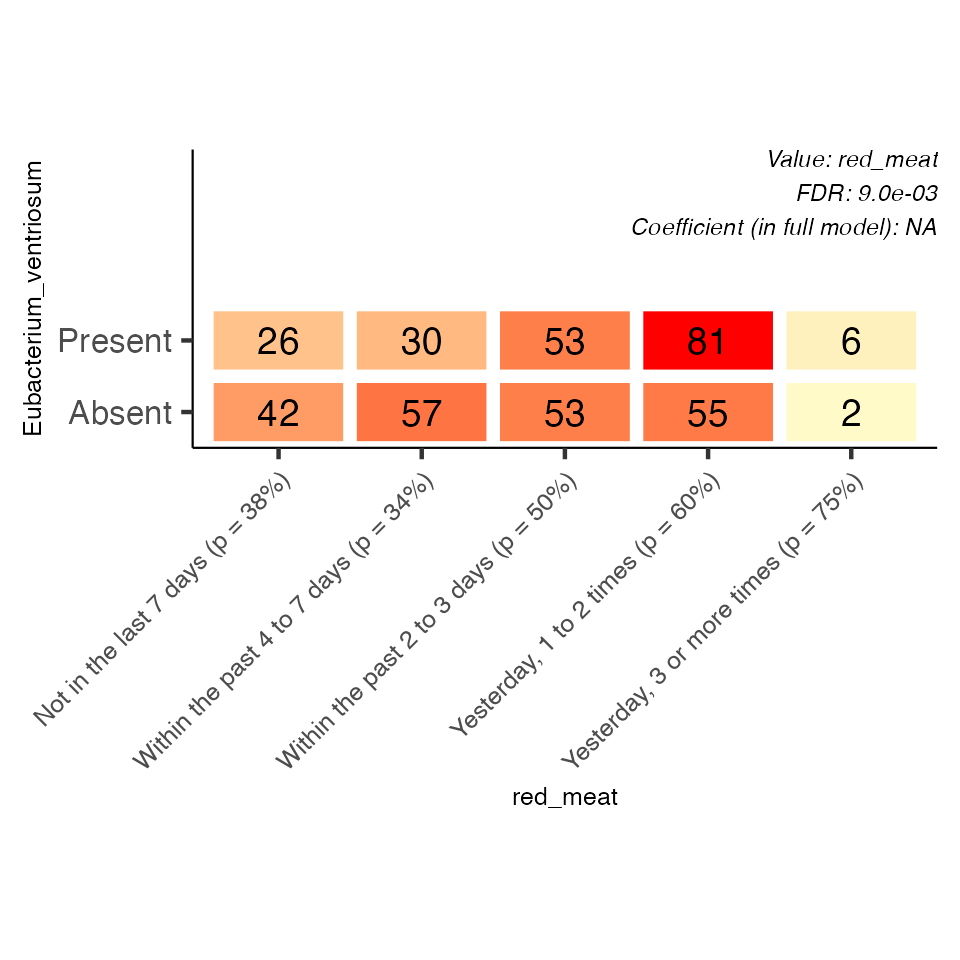 Value: red_meat
FDR: 9.0e-03
Coefficient (in full model): NA
Eubacterium_ventriosum
Present 26 30 53 81 6
Absent 42 57 53 55 2
Not in the last 7 days (p = 38%)
Within the past 4 to 7 days (p = 34%)
Within the past 2 to 3 days (p = 50%)
Yesterday, 1 to 2 times (p = 60%)
Yesterday, 3 or more times (p = 75%)
red_meat